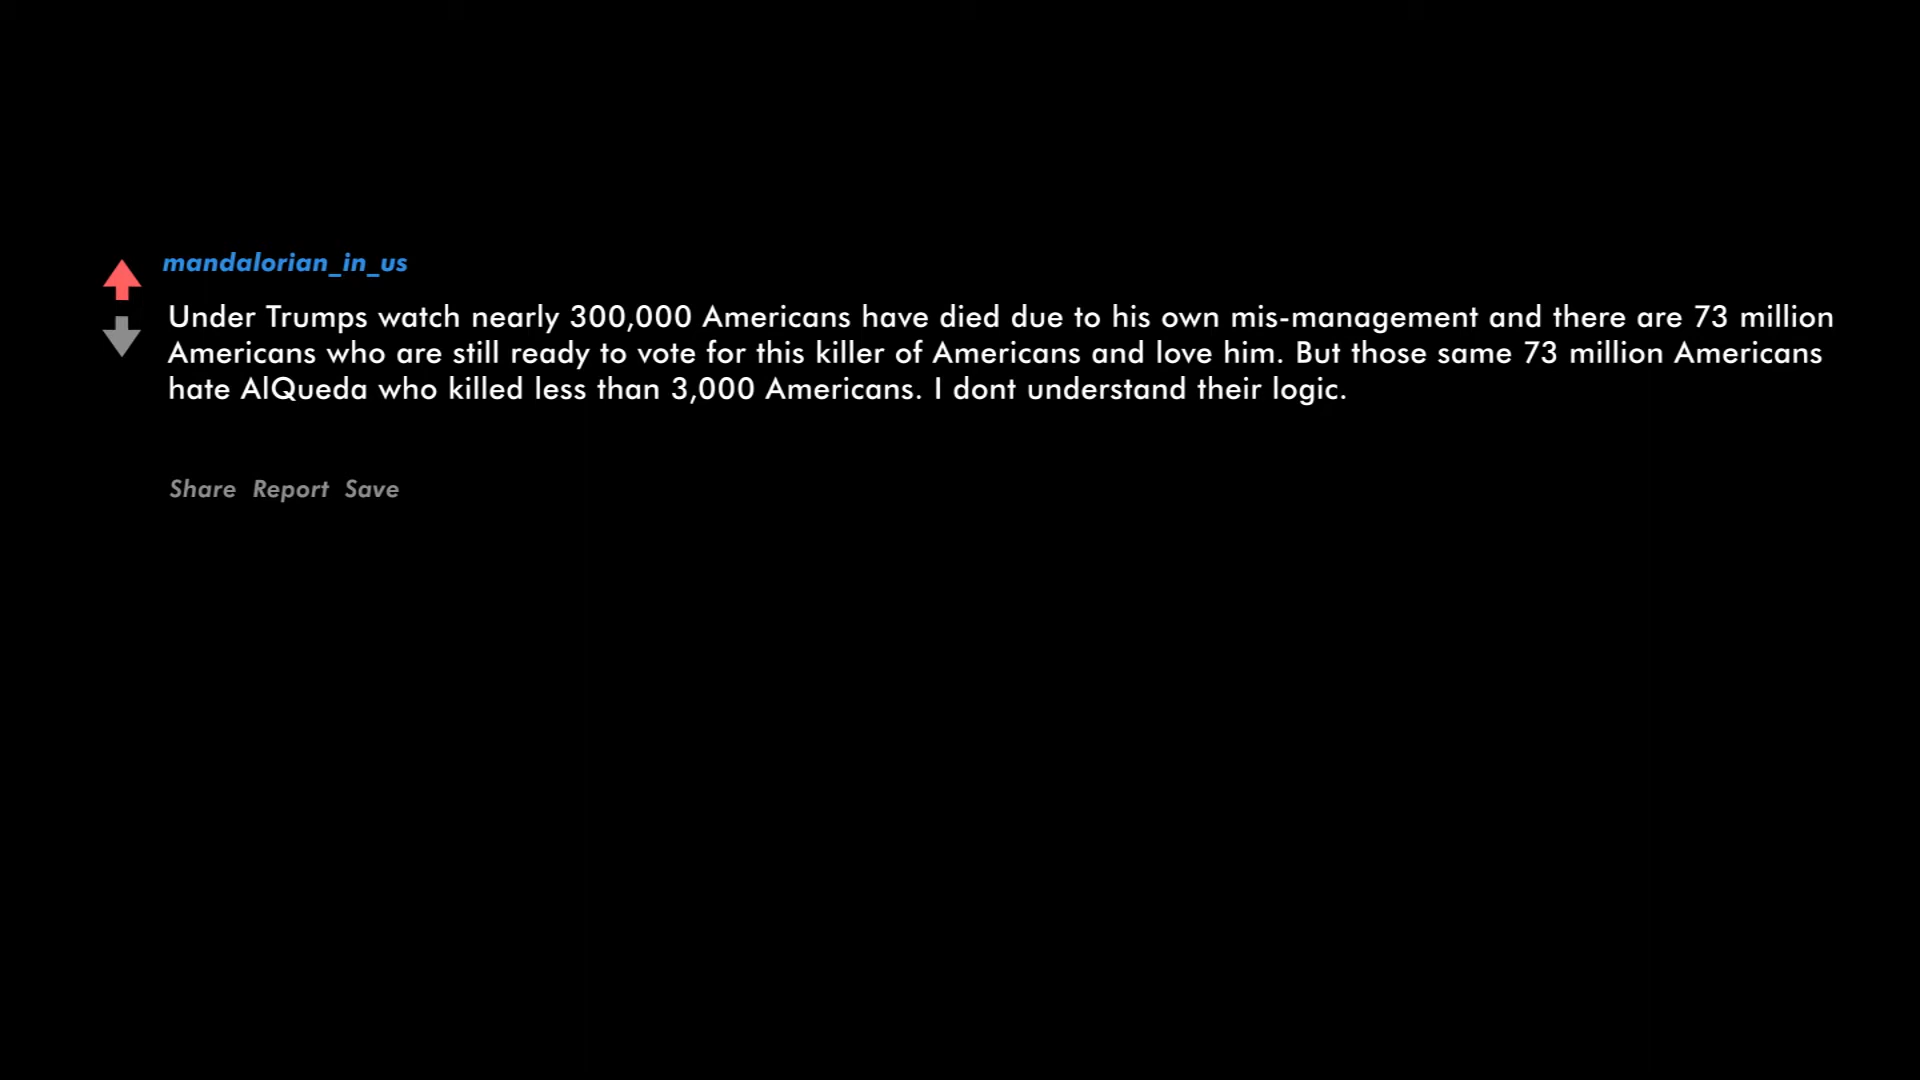 mandalorian_in_us
Under Trumps watch nearly 300,000 Americans have died due to his own mis-management and there are 73 million
Americans who are still ready to vote for this killer of Americans and love him. But those same 73 million Americans
hate AlQueda who killed less than 3,000 Americans. I dont understand their logic.
Share Report Save